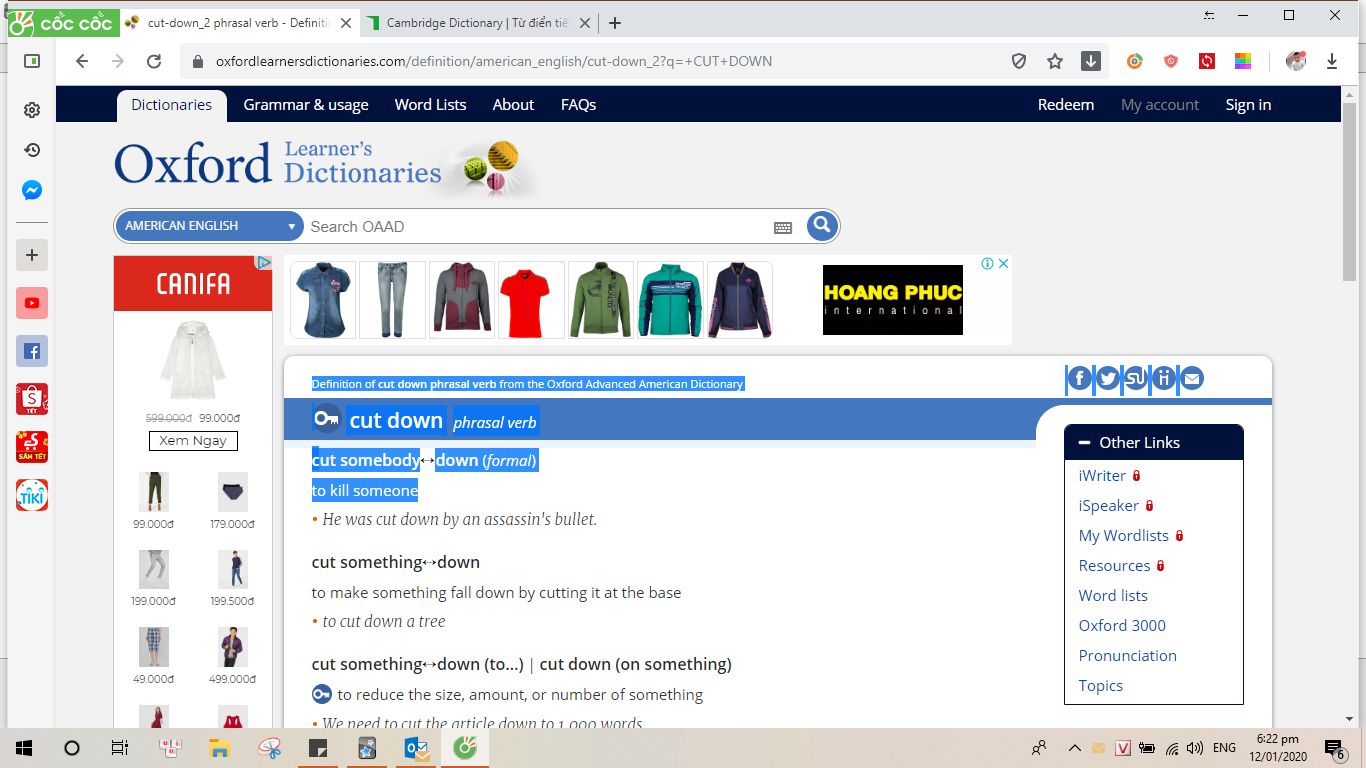 cốc cốc
cut-down_2 phrasal verb - Definiti
Cambridge Dictionary | Từ điển tiế
oxfordlearnersdictionaries.com/definition/american_english/cut-down_2?q=+CUT+DOWN
Dictionaries Grammar & usage Word Lists About FAQs Redeem My account Sign in
Oxford Learner's Dictionaries
AMERICAN ENGLISH Search OAAD
CANIFA
599.000đ 99.000đ
Xem Ngay
99.000đ 179.000đ
199.000đ 199.500đ
49.000đ 499.000đ
HOANG PHUC
international
Definition of cut down phrasal verb from the Oxford Advanced American Dictionary
cut down phrasal verb
cut somebody↔down (formal)
to kill someone
• He was cut down by an assassin's bullet.
cut something↔down
to make something fall down by cutting it at the base
• to cut down a tree
cut something↔down (to…) | cut down (on something)
to reduce the size, amount, or number of something
• We need to cut the article down to 1 000 words
Other Links
iWriter
iSpeaker
My Wordlists
Resources
Word lists
Oxford 3000
Pronunciation
Topics
TẾT
SẮM TẾT
TIKI
ENG
6:22 pm
12/01/2020
6